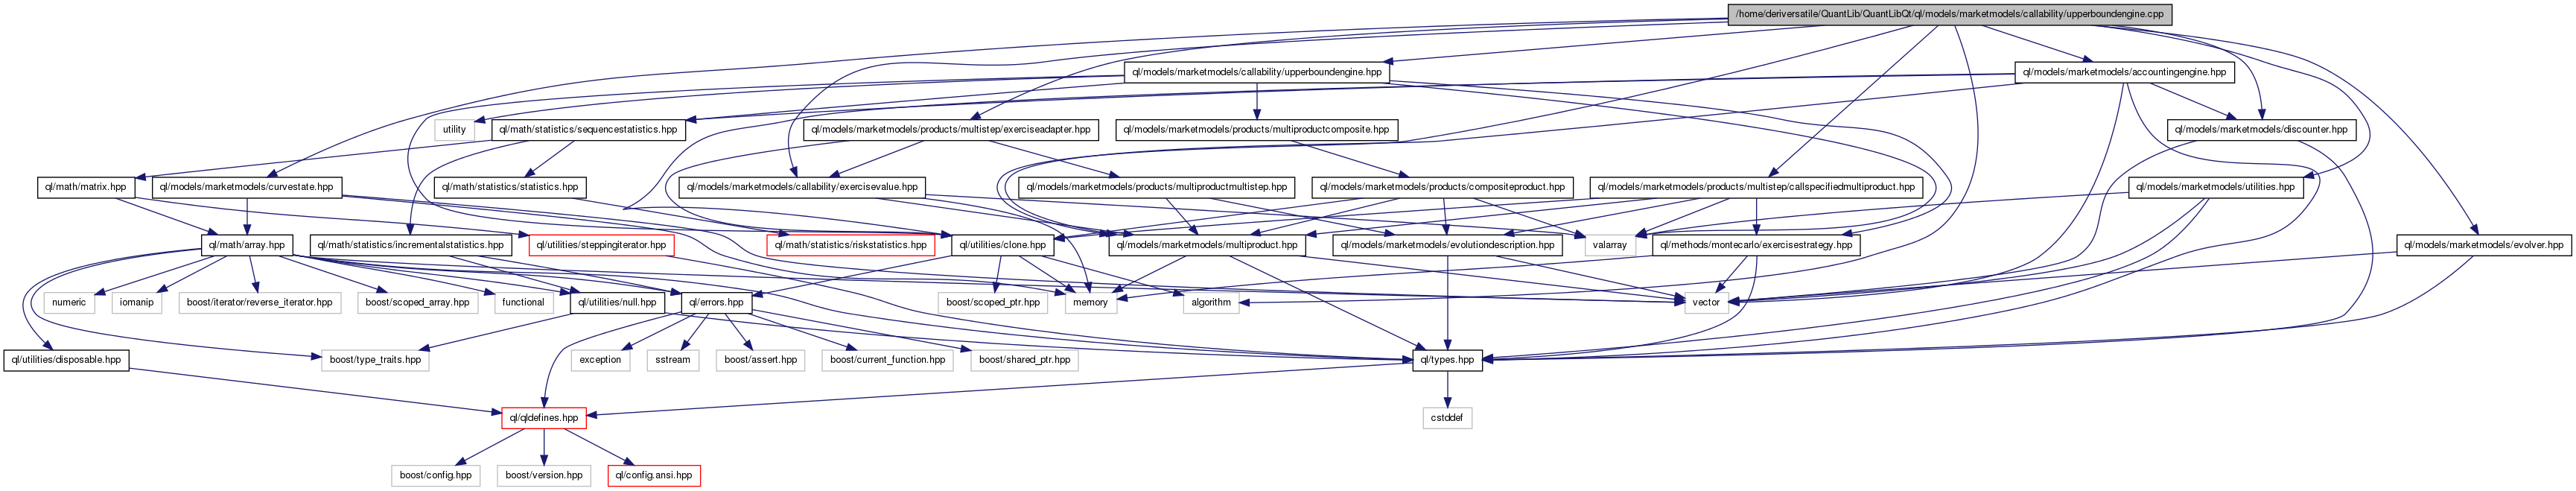 /home/deriversatile/QuantLib/QuantLibQt/ql/models/marketmodels/callability/upperboundengine.cpp
ql/models/marketmodels/callability/upperboundengine.hpp
ql/models/marketmodels/accountingengine.hpp
utility
ql/math/statistics/sequencestatistics.hpp
ql/models/marketmodels/products/multistep/exerciseadapter.hpp
ql/models/marketmodels/products/multiproductcomposite.hpp
ql/models/marketmodels/discounter.hpp
ql/math/matrix.hpp
ql/models/marketmodels/curvestate.hpp
ql/math/statistics/statistics.hpp
ql/models/marketmodels/callability/exercisevalue.hpp
ql/models/marketmodels/products/multiproductmultistep.hpp
ql/models/marketmodels/products/compositeproduct.hpp
ql/models/marketmodels/products/multistep/callspecifiedmultiproduct.hpp
ql/models/marketmodels/utilities.hpp
ql/math/array.hpp
ql/math/statistics/incrementalstatistics.hpp
ql/utilities/steppingiterator.hpp
ql/math/statistics/riskstatistics.hpp
ql/utilities/clone.hpp
ql/models/marketmodels/multiproduct.hpp
ql/models/marketmodels/evolutiondescription.hpp
valarray
ql/methods/montecarlo/exercisestrategy.hpp
ql/models/marketmodels/evolver.hpp
numeric
iomanip
boost/iterator/reverse_iterator.hpp
boost/scoped_array.hpp
functional
ql/utilities/null.hpp
ql/errors.hpp
boost/scoped_ptr.hpp
memory
algorithm
vector
ql/utilities/disposable.hpp
boost/type_traits.hpp
exception
sstream
boost/assert.hpp
boost/current_function.hpp
boost/shared_ptr.hpp
ql/types.hpp
ql/qldefines.hpp
cstddef
boost/config.hpp
boost/version.hpp
ql/config.ansi.hpp